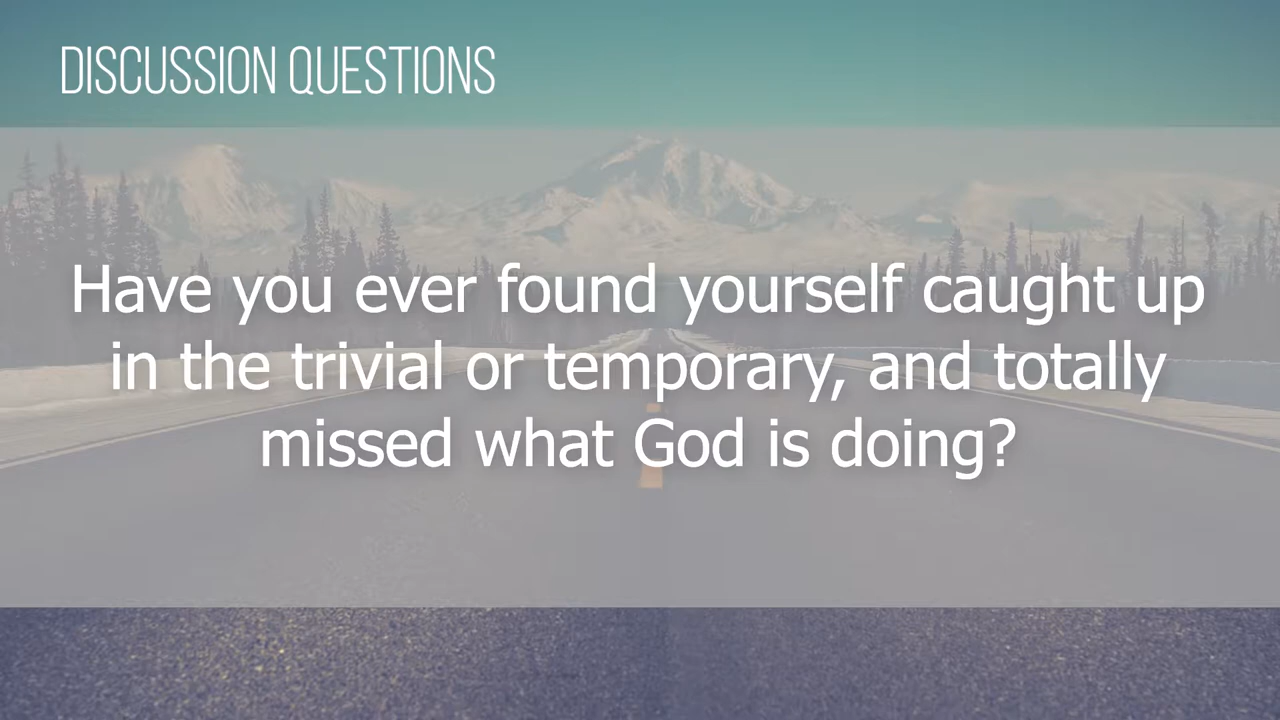 DISCUSSION QUESTIONS
Have you ever found yourself caught up
in the trivial or temporary, and totally
missed what God is doing?